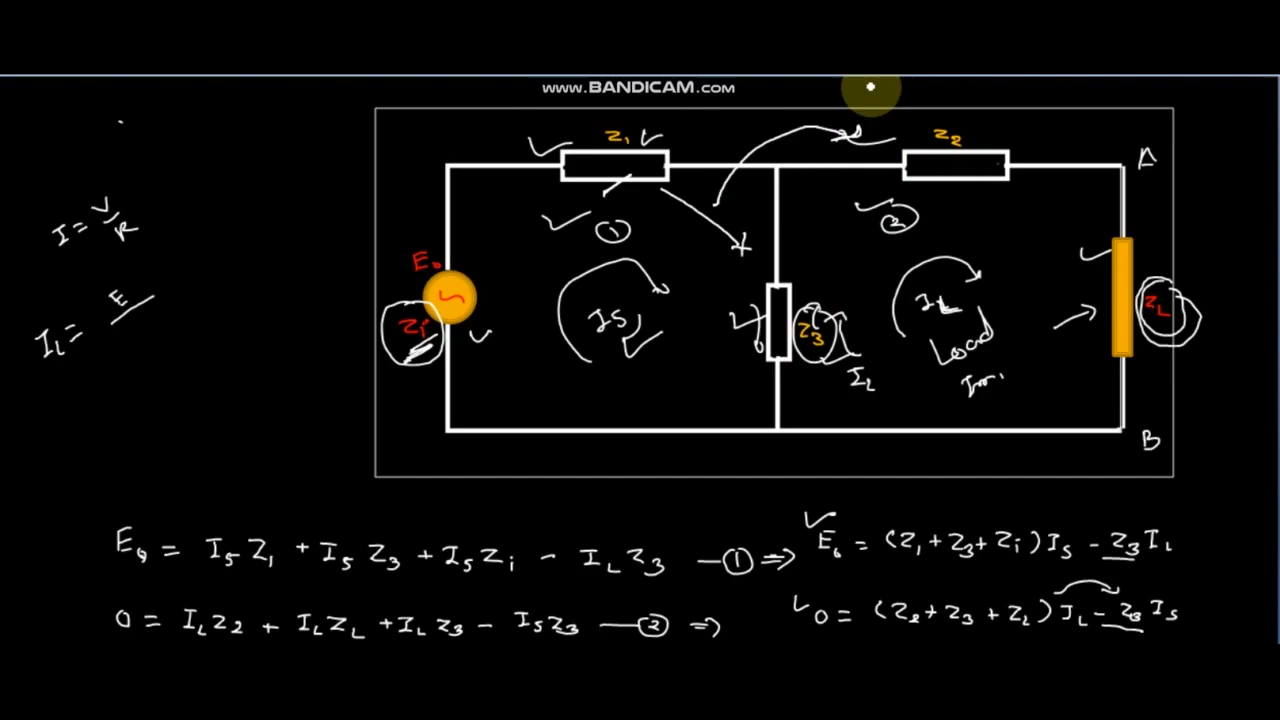 www.BANDICAM.com
Z1
Z2
A
1
2
I = V/R
E0
Zi
IS
Z3
IL
ZL
IL = E
Load
IL
B
E0 = IS Z1 + IS Z3 + IS Zi - IL Z3 — 1 ⇒ E0 = (Z1 + Z3 + Zi) IS - Z3 IL
0 = IL Z2 + IL ZL + IL Z3 - IS Z3 — 2 ⇒ 0 = (Z2 + Z3 + ZL) IL - Z3 IS